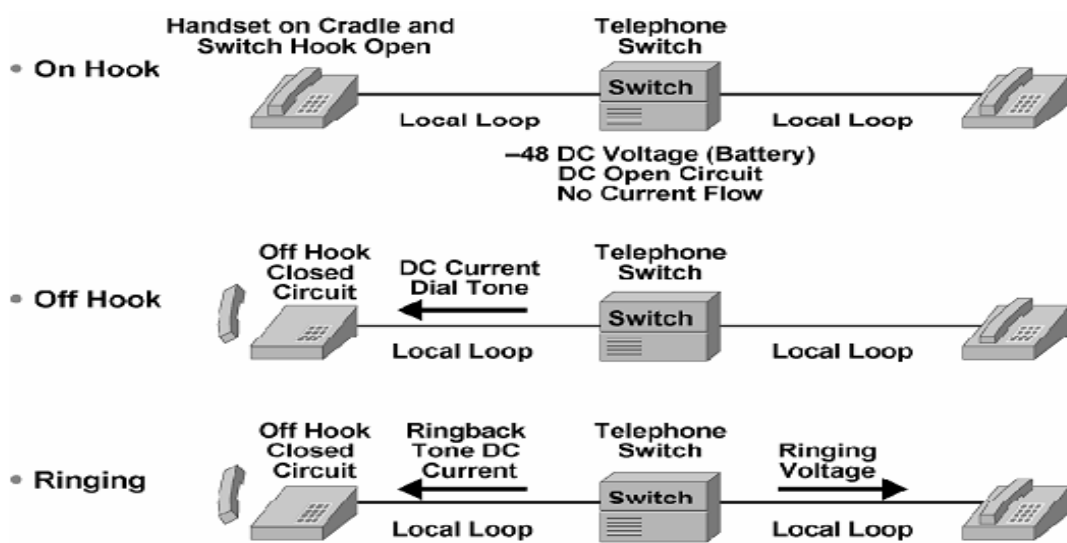 Handset on Cradle and
Switch Hook Open
Telephone
Switch
• On Hook
Switch
Local Loop
Local Loop
–48 DC Voltage (Battery)
DC Open Circuit
No Current Flow
Off Hook
Closed
Circuit
DC Current
Dial Tone
Telephone
Switch
• Off Hook
Switch
Local Loop
Local Loop
Off Hook
Closed
Circuit
Ringback
Tone DC
Current
Telephone
Switch
Ringing
Voltage
• Ringing
Switch
Local Loop
Local Loop